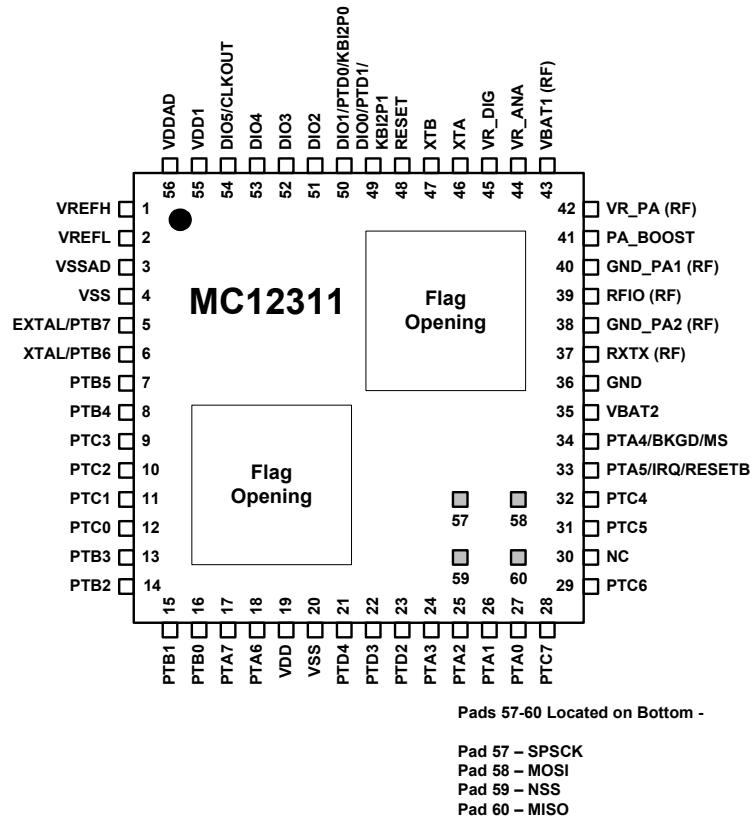 VDDAD
VDD1
DIO5/CLKOUT
DIO4
DIO3
DIO2
DIO1/PTD0/KBI2P0
DIO0/PTD1/
KBI2P1
RESET
XTB
XTA
VR_DIG
VR_ANA
VBAT1 (RF)
56 55 54 53 52 51 50 49 48 47 46 45 44 43
VREFH 1
VREFL 2
VSSAD 3
VSS 4
EXTAL/PTB7 5
XTAL/PTB6 6
PTB5 7
PTB4 8
PTC3 9
PTC2 10
PTC1 11
PTC0 12
PTB3 13
PTB2 14
MC12311
Flag
Opening
Flag
Opening
57 58
59 60
42 VR_PA (RF)
41 PA_BOOST
40 GND_PA1 (RF)
39 RFIO (RF)
38 GND_PA2 (RF)
37 RXTX (RF)
36 GND
35 VBAT2
34 PTA4/BKGD/MS
33 PTA5/IRQ/RESETB
32 PTC4
31 PTC5
30 NC
29 PTC6
15 16 17 18 19 20 21 22 23 24 25 26 27 28
PTB1
PTB0
PTA7
PTA6
VDD
VSS
PTD4
PTD3
PTD2
PTA3
PTA2
PTA1
PTA0
PTC7
Pads 57-60 Located on Bottom -
Pad 57 – SPSCK
Pad 58 – MOSI
Pad 59 – NSS
Pad 60 – MISO